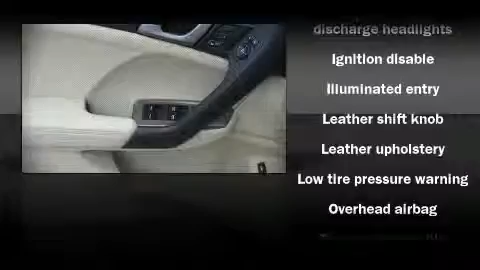 discharge headlights
Ignition disable
Illuminated entry
Leather shift knob
Leather upholstery
Low tire pressure warning
Overhead airbag